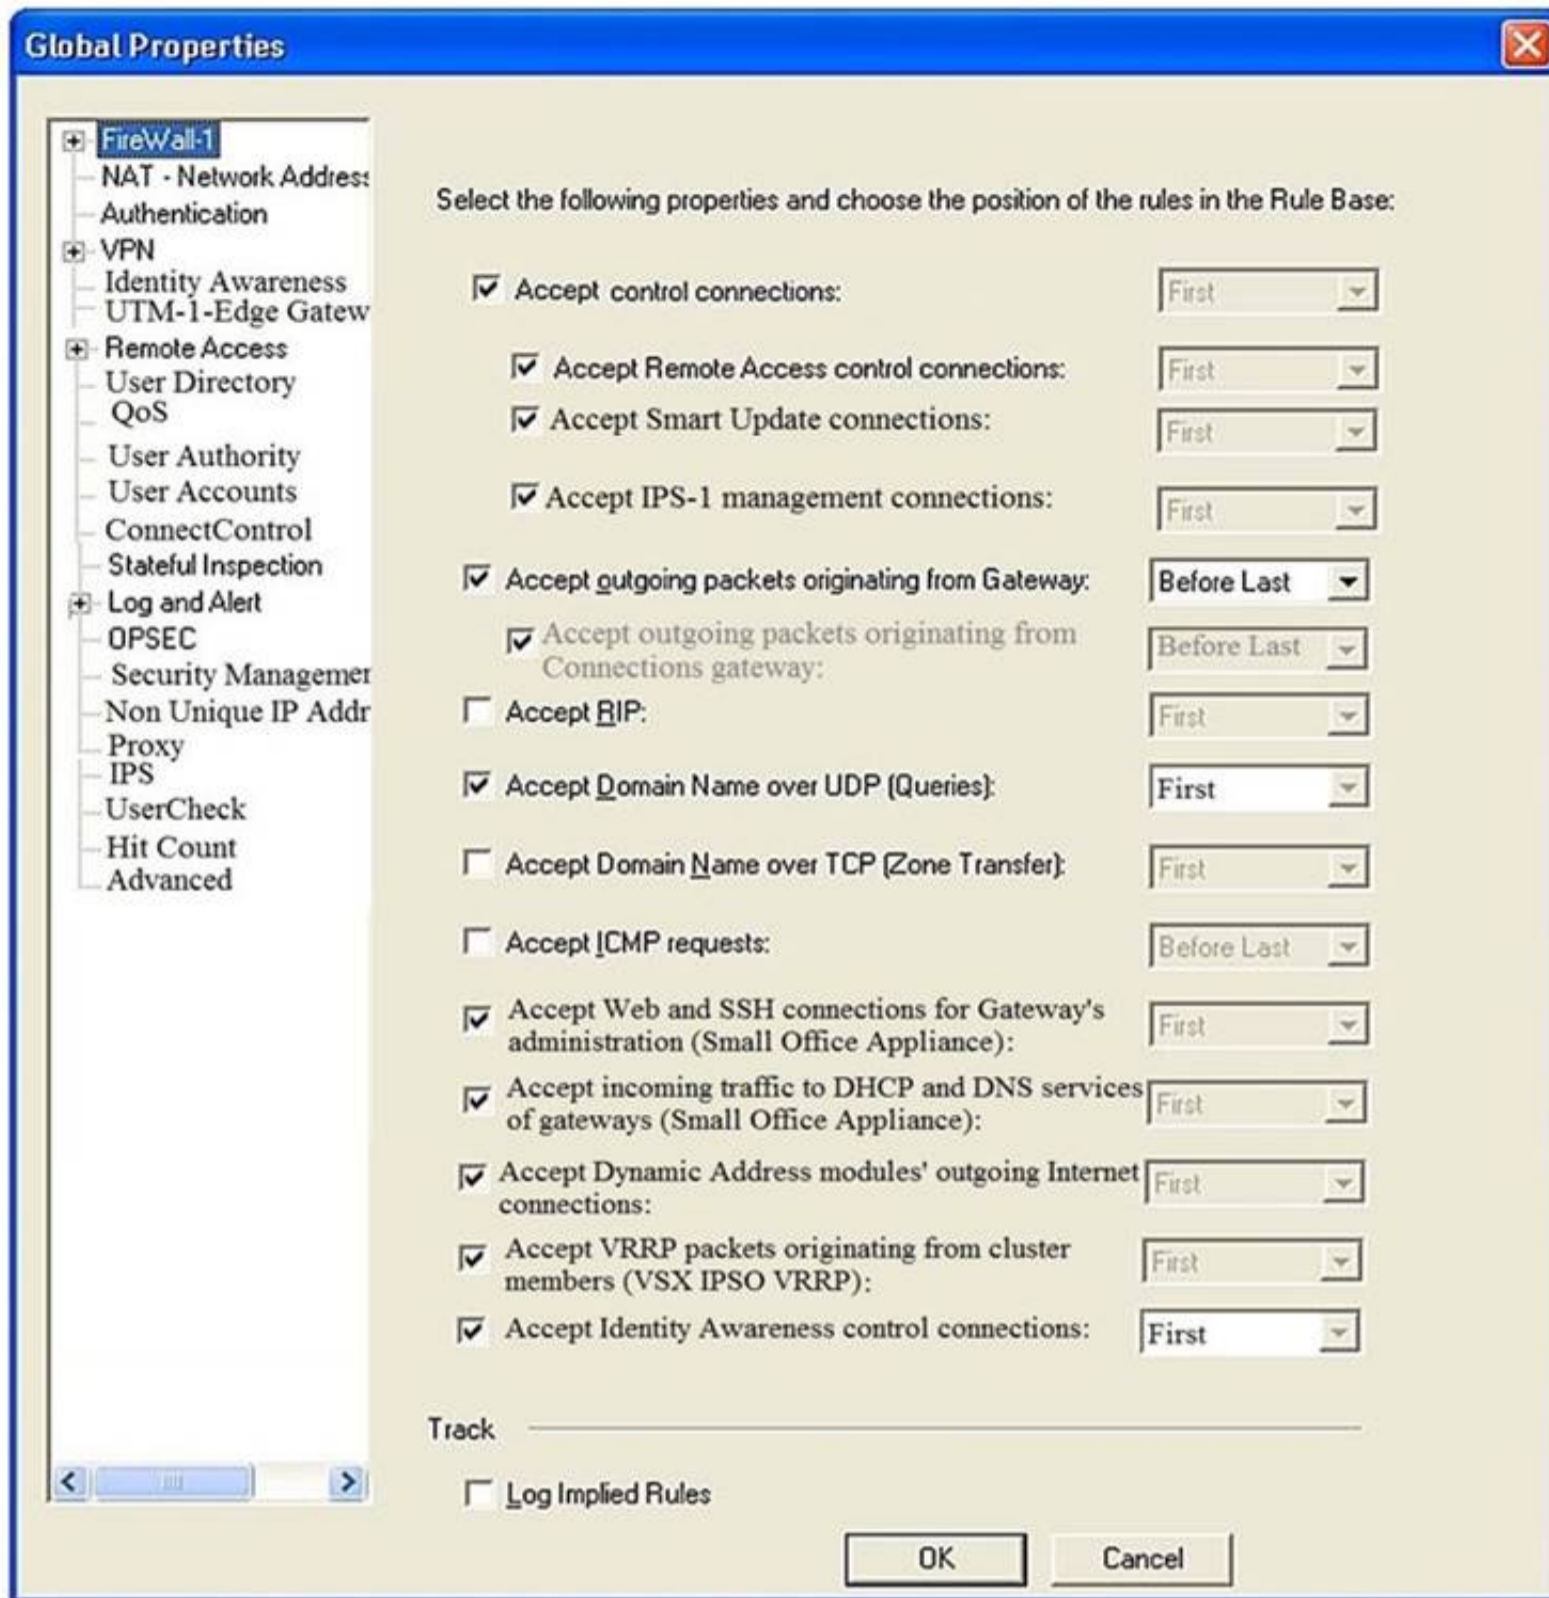 Global Properties
FireWall-1
NAT - Network Address
Authentication
VPN
Identity Awareness
UTM-1-Edge Gatew
Remote Access
User Directory
QoS
User Authority
User Accounts
ConnectControl
Stateful Inspection
Log and Alert
OPSEC
Security Managemer
Non Unique IP Addr
Proxy
IPS
UserCheck
Hit Count
Advanced
Select the following properties and choose the position of the rules in the Rule Base:
Accept control connections: First
Accept Remote Access control connections: First
Accept Smart Update connections: First
Accept IPS-1 management connections: First
Accept outgoing packets originating from Gateway: Before Last
Accept outgoing packets originating from
Connections gateway: Before Last
Accept RIP: First
Accept Domain Name over UDP (Queries): First
Accept Domain Name over TCP (Zone Transfer): First
Accept ICMP requests: Before Last
Accept Web and SSH connections for Gateway's
administration (Small Office Appliance): First
Accept incoming traffic to DHCP and DNS services
of gateways (Small Office Appliance): First
Accept Dynamic Address modules' outgoing Internet
connections: First
Accept VRRP packets originating from cluster
members (VSX IPSO VRRP): First
Accept Identity Awareness control connections: First
Track
Log Implied Rules
OK Cancel